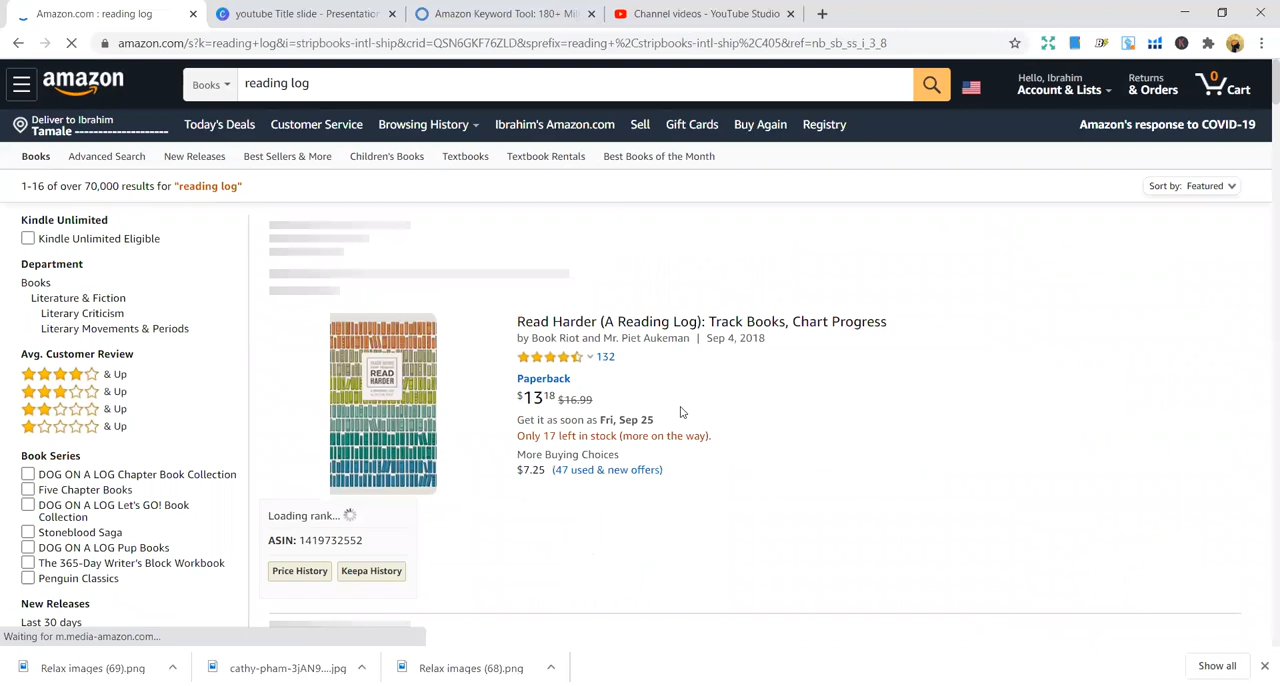 Amazon.com : reading log
youtube Title slide - Presentation
Amazon Keyword Tool: 180+ Mil
Channel videos - YouTube Studio
amazon.com/s?k=reading+log&i=stripbooks-intl-ship&crid=QSN6GKF76ZLD&sprefix=reading+%2Cstripbooks-intl-ship%2C405&ref=nb_sb_ss_i_3_8
amazon
Books
reading log
Hello, Ibrahim
Account & Lists
Returns
& Orders
0
Cart
Deliver to Ibrahim
Tamale
Today's Deals
Customer Service
Browsing History
Ibrahim's Amazon.com
Sell
Gift Cards
Buy Again
Registry
Amazon's response to COVID-19
Books
Advanced Search
New Releases
Best Sellers & More
Children's Books
Textbooks
Textbook Rentals
Best Books of the Month
1-16 of over 70,000 results for "reading log"
Sort by: Featured
Kindle Unlimited
Kindle Unlimited Eligible
Department
Books
Literature & Fiction
Literary Criticism
Literary Movements & Periods
Avg. Customer Review
& Up
& Up
& Up
& Up
Book Series
DOG ON A LOG Chapter Book Collection
Five Chapter Books
DOG ON A LOG Let's GO! Book
Collection
Stoneblood Saga
DOG ON A LOG Pup Books
The 365-Day Writer's Block Workbook
Penguin Classics
New Releases
Last 30 days
READ
HARDER
Read Harder (A Reading Log): Track Books, Chart Progress
by Book Riot and Mr. Piet Aukeman | Sep 4, 2018
132
Paperback
$13.18 $16.99
Get it as soon as Fri, Sep 25
Only 17 left in stock (more on the way).
More Buying Choices
$7.25 (47 used & new offers)
Loading rank...
ASIN: 1419732552
Price History
Keepa History
Waiting for m.media-amazon.com...
Relax images (69).png
cathy-pham-3jAN9....jpg
Relax images (68).png
Show all